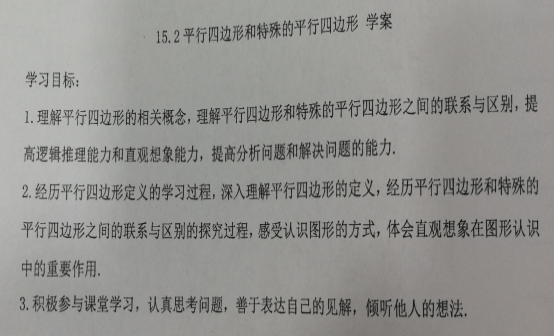 15.2平行四边形和特殊的平行四边形 学案
学习目标:
1.理解平行四边形的相关概念，理解平行四边形和特殊的平行四边形之间的联系与区别，提
高逻辑推理能力和直观想象能力，提高分析问题和解决问题的能力.
2.经历平行四边形定义的学习过程，深入理解平行四边形的定义，经历平行四边形和特殊的
平行四边形之间的联系与区别的探究过程，感受认识图形的方式，体会直观想象在图形认识
中的重要作用.
3.积极参与课堂学习，认真思考问题，善于表达自己的见解，倾听他人的想法.